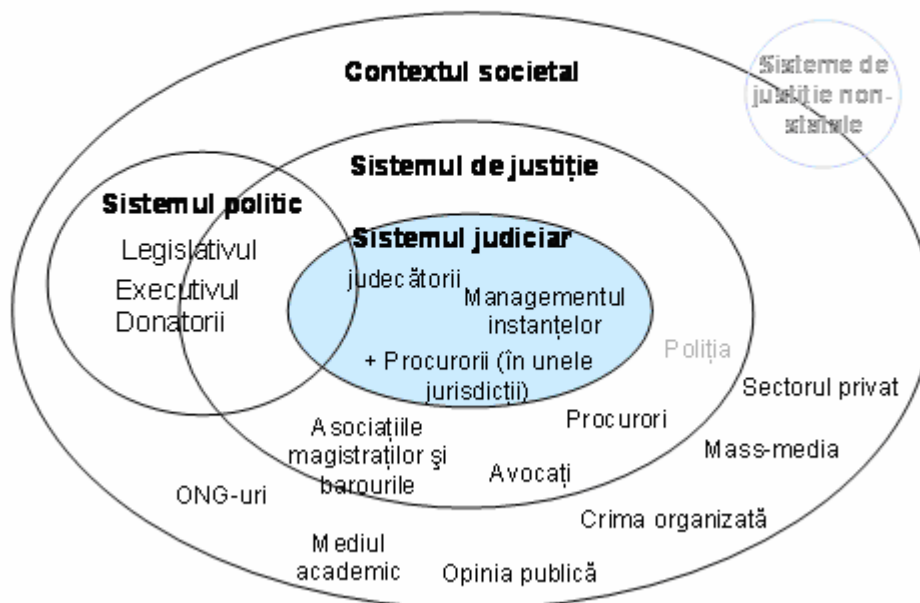 Contextul societal
Sisteme de
justiție non-
statale
Sistemul de justiție
Sistemul politic
Legislativul
Executivul
Donatorii
Sistemul judiciar
judecătorii
Managementul
instanțelor
+ Procurorii (în unele
jurisdicții)
Poliția
Sectorul privat
Procurori
Asociațiile
magistraților și
barourile
Avocați
Mass-media
ONG-uri
Crima organizată
Mediul
academic
Opinia publică